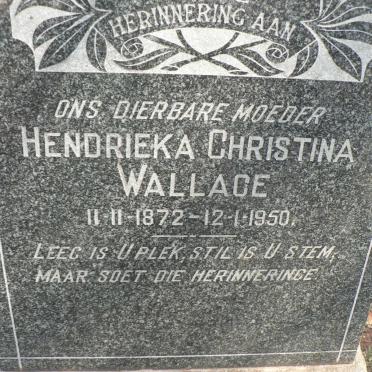 HERINNERING AAN
ONS DIERBARE MOEDER
HENDRIEKA CHRISTINA
WALLACE
11·11·1872 - 12·1·1950.
LEEG IS U PLEK, STIL IS U STEM,
MAAR SOET DIE HERINNERINGE